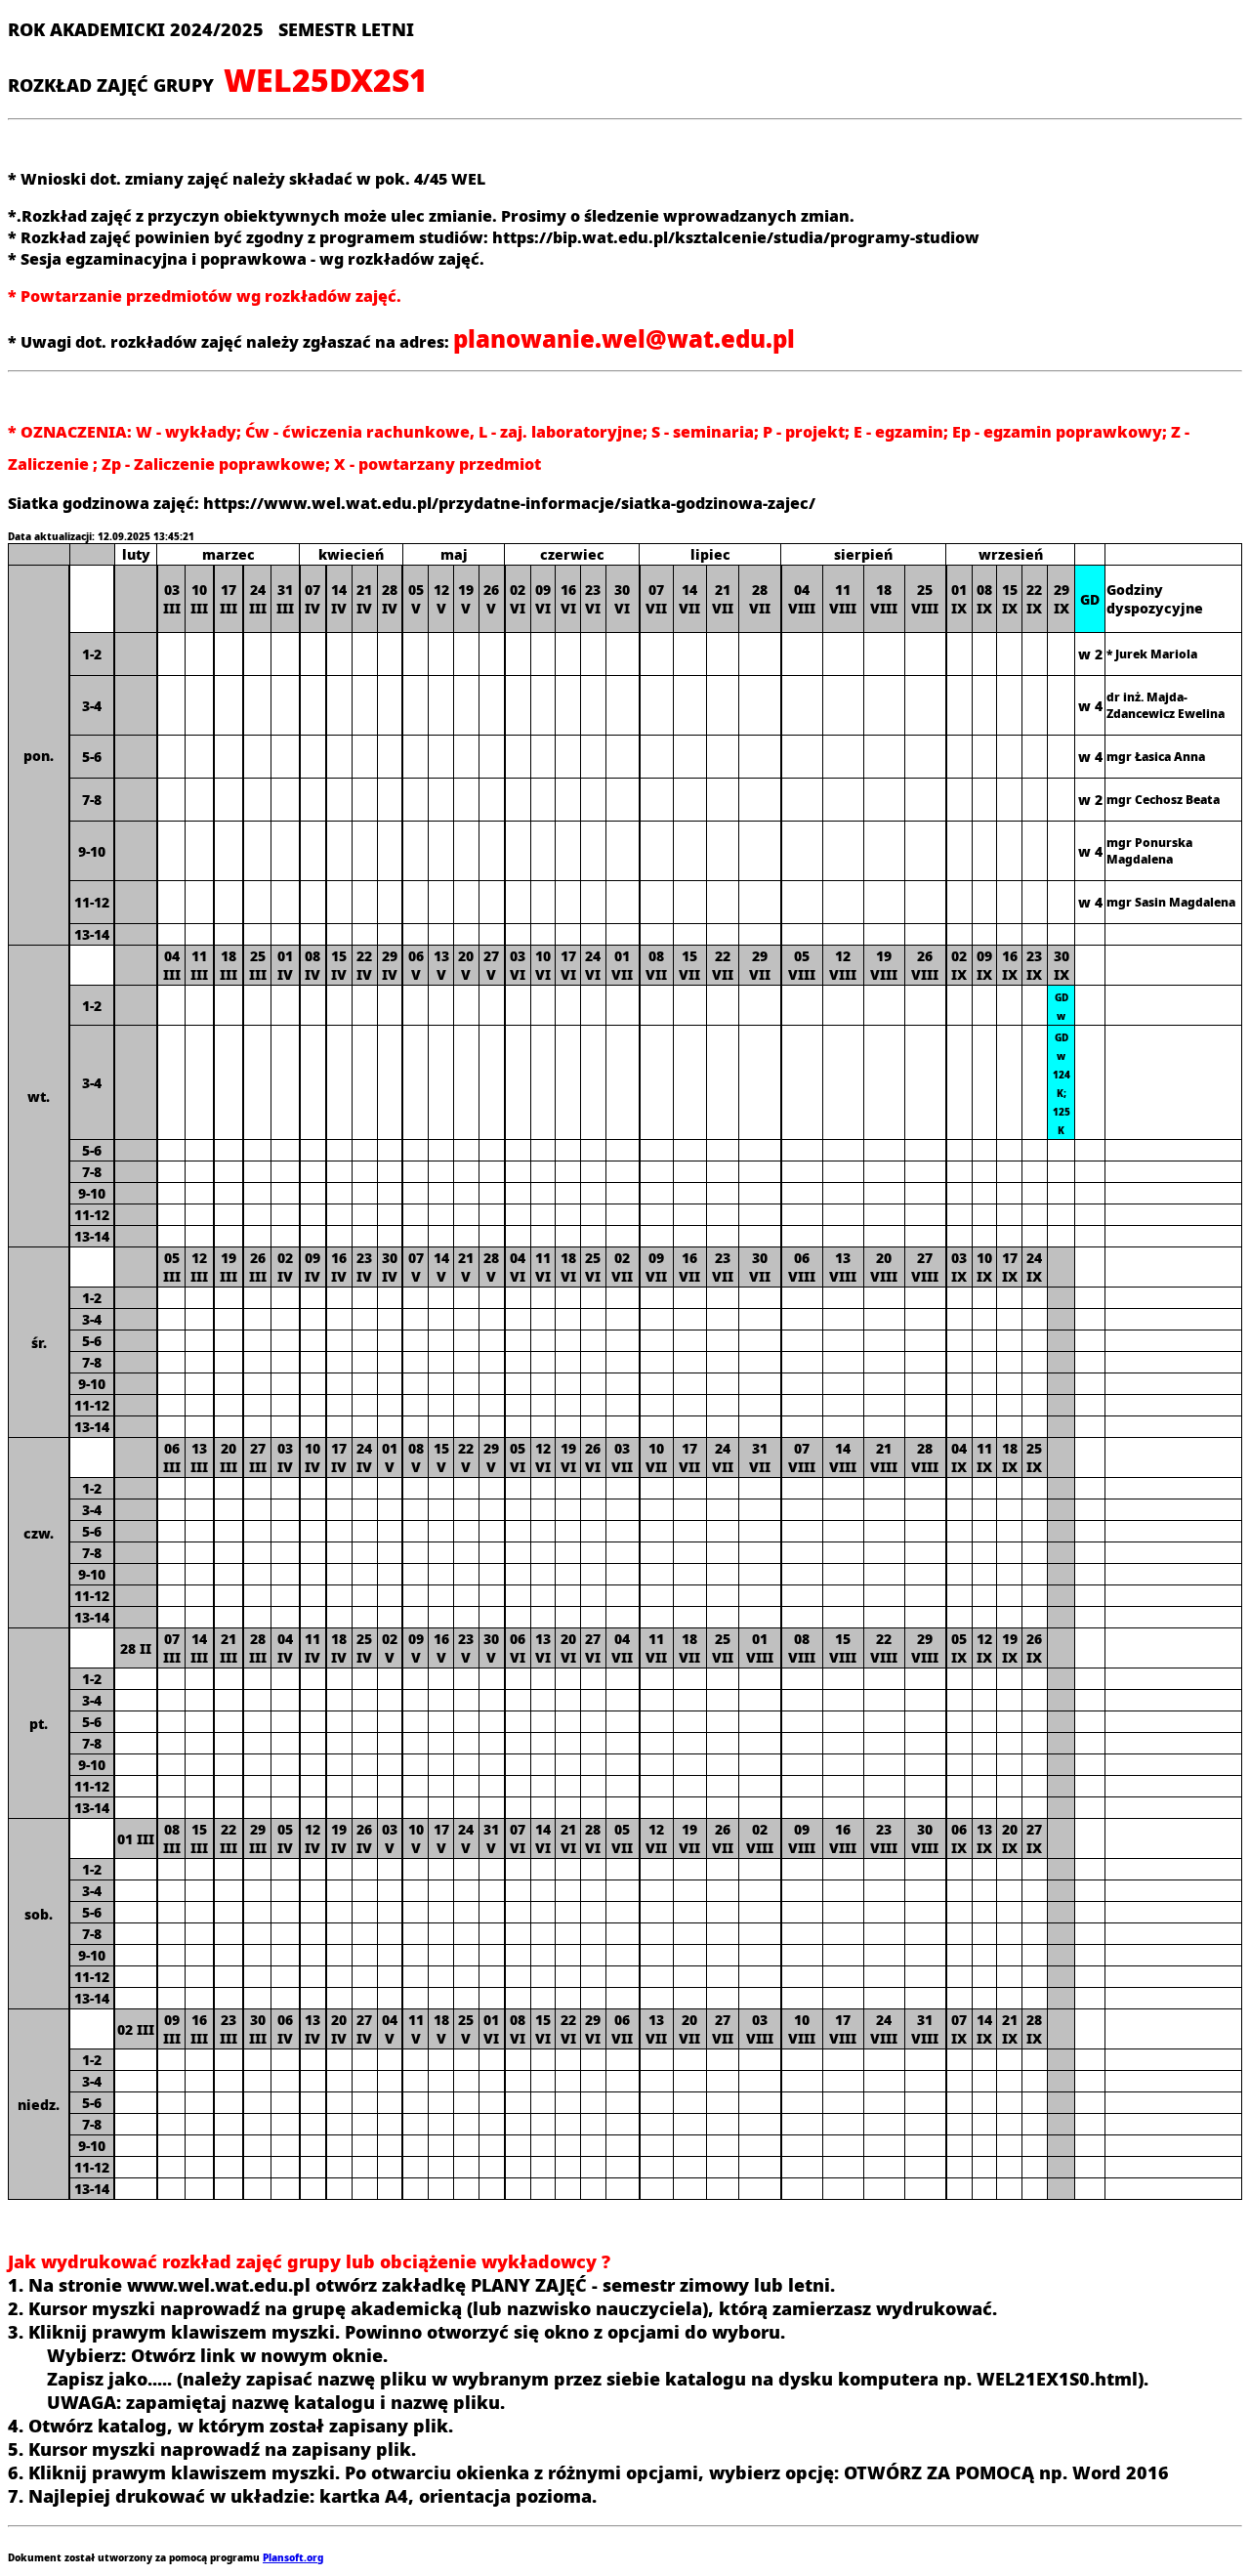 ROK AKADEMICKI 2024/2025 SEMESTR LETNI
ROZKŁAD ZAJĘĆ GRUPY WEL25DX2S1
* Wnioski dot. zmiany zajęć należy składać w pok. 4/45 WEL
*.Rozkład zajęć z przyczyn obiektywnych może ulec zmianie. Prosimy o śledzenie wprowadzanych zmian.
* Rozkład zajęć powinien być zgodny z programem studiów: https://bip.wat.edu.pl/ksztalcenie/studia/programy-studiow
* Sesja egzaminacyjna i poprawkowa - wg rozkładów zajęć.
* Powtarzanie przedmiotów wg rozkładów zajęć.
* Uwagi dot. rozkładów zajęć należy zgłaszać na adres: planowanie.wel@wat.edu.pl
* OZNACZENIA: W - wykłady; Ćw - ćwiczenia rachunkowe, L - zaj. laboratoryjne; S - seminaria; P - projekt; E - egzamin; Ep - egzamin poprawkowy; Z -
Zaliczenie ; Zp - Zaliczenie poprawkowe; X - powtarzany przedmiot
Siatka godzinowa zajęć: https://www.wel.wat.edu.pl/przydatne-informacje/siatka-godzinowa-zajec/
Data aktualizacji: 12.09.2025 13:45:21
luty marzec kwiecień maj czerwiec lipiec sierpień wrzesień
03 10 17 24 31 07 14 21 28 05 12 19 26 02 09 16 23 30 07 14 21 28 04 11 18 25 01 08 15 22 29 GD Godziny
III III III III III IV IV IV IV V V V V VI VI VI VI VI VII VII VII VII VIII VIII VIII VIII IX IX IX IX IX dyspozycyjne
pon.
1-2 w 2 * Jurek Mariola
3-4 w 4 dr inż. Majda-
Zdancewicz Ewelina
5-6 w 4 mgr Łasica Anna
7-8 w 2 mgr Cechosz Beata
9-10 w 4 mgr Ponurska
Magdalena
11-12 w 4 mgr Sasin Magdalena
13-14
04 11 18 25 01 08 15 22 29 06 13 20 27 03 10 17 24 01 08 15 22 29 05 12 19 26 02 09 16 23 30
III III III III IV IV IV IV IV V V V V VI VI VI VI VII VII VII VII VII VIII VIII VIII VIII IX IX IX IX IX
wt.
1-2 GD
w
3-4 GD
w
124
K;
125
K
5-6
7-8
9-10
11-12
13-14
05 12 19 26 02 09 16 23 30 07 14 21 28 04 11 18 25 02 09 16 23 30 06 13 20 27 03 10 17 24
III III III III IV IV IV IV IV V V V V VI VI VI VI VII VII VII VII VII VIII VIII VIII VIII IX IX IX IX
śr.
1-2
3-4
5-6
7-8
9-10
11-12
13-14
06 13 20 27 03 10 17 24 01 08 15 22 29 05 12 19 26 03 10 17 24 31 07 14 21 28 04 11 18 25
III III III III IV IV IV IV V V V V V VI VI VI VI VII VII VII VII VII VIII VIII VIII VIII IX IX IX IX
czw.
1-2
3-4
5-6
7-8
9-10
11-12
13-14
28 II 07 14 21 28 04 11 18 25 02 09 16 23 30 06 13 20 27 04 11 18 25 01 08 15 22 29 05 12 19 26
III III III III IV IV IV IV V V V V V VI VI VI VI VII VII VII VII VIII VIII VIII VIII VIII IX IX IX IX
pt.
1-2
3-4
5-6
7-8
9-10
11-12
13-14
01 III 08 15 22 29 05 12 19 26 03 10 17 24 31 07 14 21 28 05 12 19 26 02 09 16 23 30 06 13 20 27
III III III III IV IV IV IV V V V V V VI VI VI VI VII VII VII VII VIII VIII VIII VIII VIII IX IX IX IX
sob.
1-2
3-4
5-6
7-8
9-10
11-12
13-14
02 III 09 16 23 30 06 13 20 27 04 11 18 25 01 08 15 22 29 06 13 20 27 03 10 17 24 31 07 14 21 28
III III III III IV IV IV IV V V V V VI VI VI VI VI VII VII VII VII VIII VIII VIII VIII VIII IX IX IX IX
niedz.
1-2
3-4
5-6
7-8
9-10
11-12
13-14
Jak wydrukować rozkład zajęć grupy lub obciążenie wykładowcy ?
1. Na stronie www.wel.wat.edu.pl otwórz zakładkę PLANY ZAJĘĆ - semestr zimowy lub letni.
2. Kursor myszki naprowadź na grupę akademicką (lub nazwisko nauczyciela), którą zamierzasz wydrukować.
3. Kliknij prawym klawiszem myszki. Powinno otworzyć się okno z opcjami do wyboru.
Wybierz: Otwórz link w nowym oknie.
Zapisz jako..... (należy zapisać nazwę pliku w wybranym przez siebie katalogu na dysku komputera np. WEL21EX1S0.html).
UWAGA: zapamiętaj nazwę katalogu i nazwę pliku.
4. Otwórz katalog, w którym został zapisany plik.
5. Kursor myszki naprowadź na zapisany plik.
6. Kliknij prawym klawiszem myszki. Po otwarciu okienka z różnymi opcjami, wybierz opcję: OTWÓRZ ZA POMOCĄ np. Word 2016
7. Najlepiej drukować w układzie: kartka A4, orientacja pozioma.
Dokument został utworzony za pomocą programu Plansoft.org